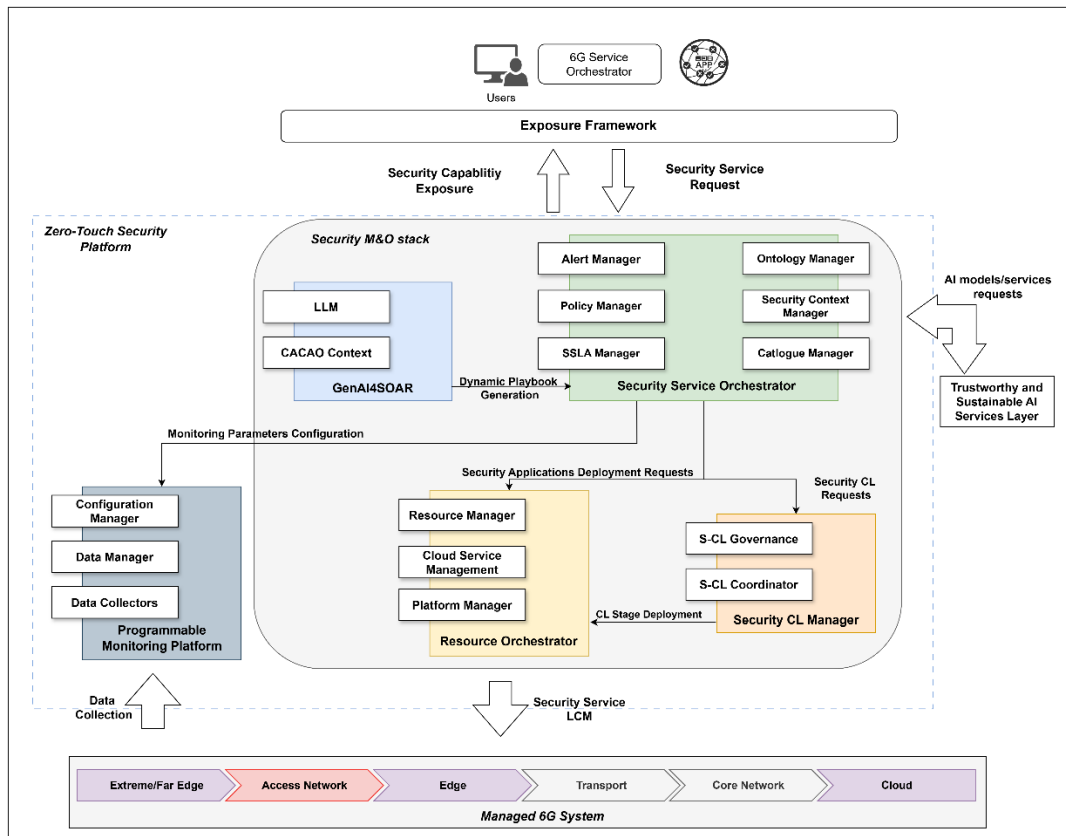 6G Service
Orchestrator
APP
Users
Exposure Framework
Security Capablitiy
Exposure
Security Service
Request
Zero-Touch Security
Platform
Security M&O stack
Alert Manager
Ontology Manager
LLM
Policy Manager
Security Context
Manager
CACAO Context
SSLA Manager
Catlogue Manager
GenAI4SOAR
Dynamic Playbook
Generation
Security Service Orchestrator
AI models/services
requests
Trustworthy and
Sustainable AI
Services Layer
Monitoring Parameters Configuration
Security Applications Deployment Requests
Security CL
Requests
Configuration
Manager
Data Manager
Data Collectors
Programmable
Monitoring Platform
Resource Manager
Cloud Service
Management
Platform Manager
Resource Orchestrator
S-CL Governance
S-CL Coordinator
Security CL Manager
CL Stage Deployment
Data
Collection
Security Service
LCM
Extreme/Far Edge
Access Network
Edge
Transport
Core Network
Cloud
Managed 6G System